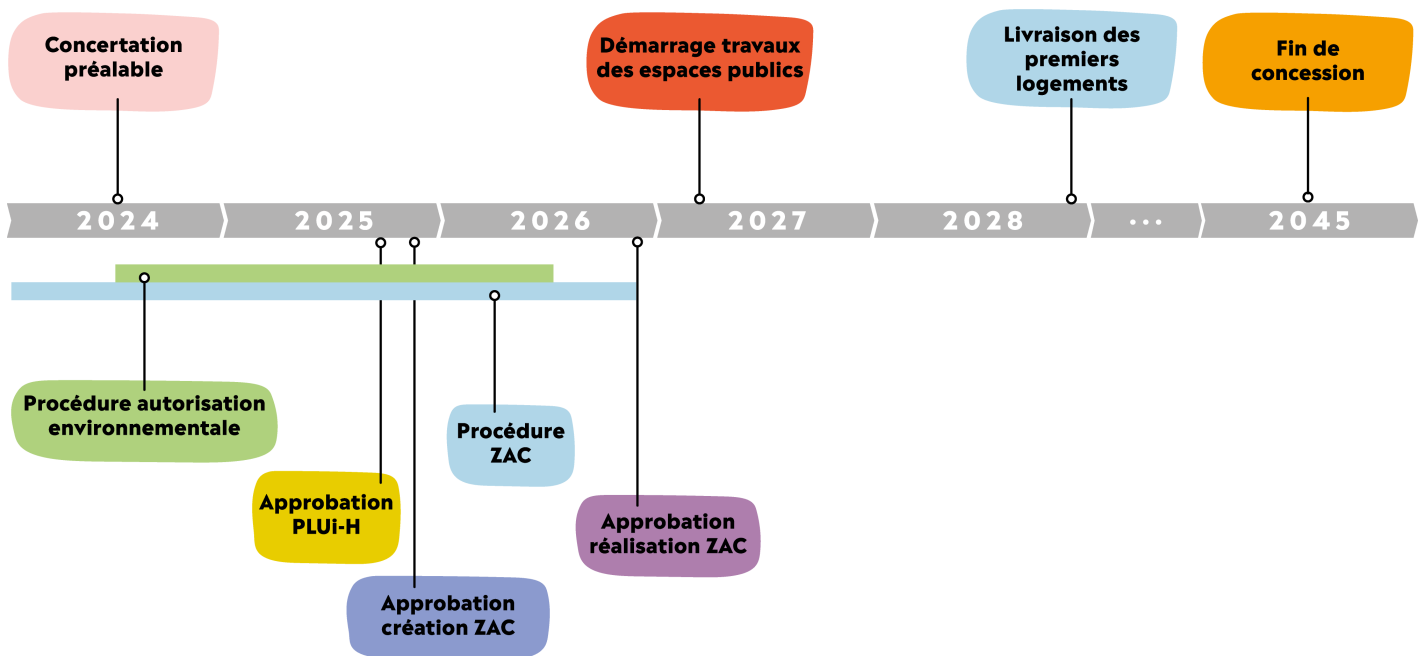 Concertation
préalable
Démarrage travaux
des espaces publics
Livraison des
premiers
logements
Fin de
concession
2024
2025
2026
2027
2028
...
2045
Procédure autorisation
environnementale
Procédure
ZAC
Approbation
PLUi-H
Approbation
réalisation ZAC
Approbation
création ZAC